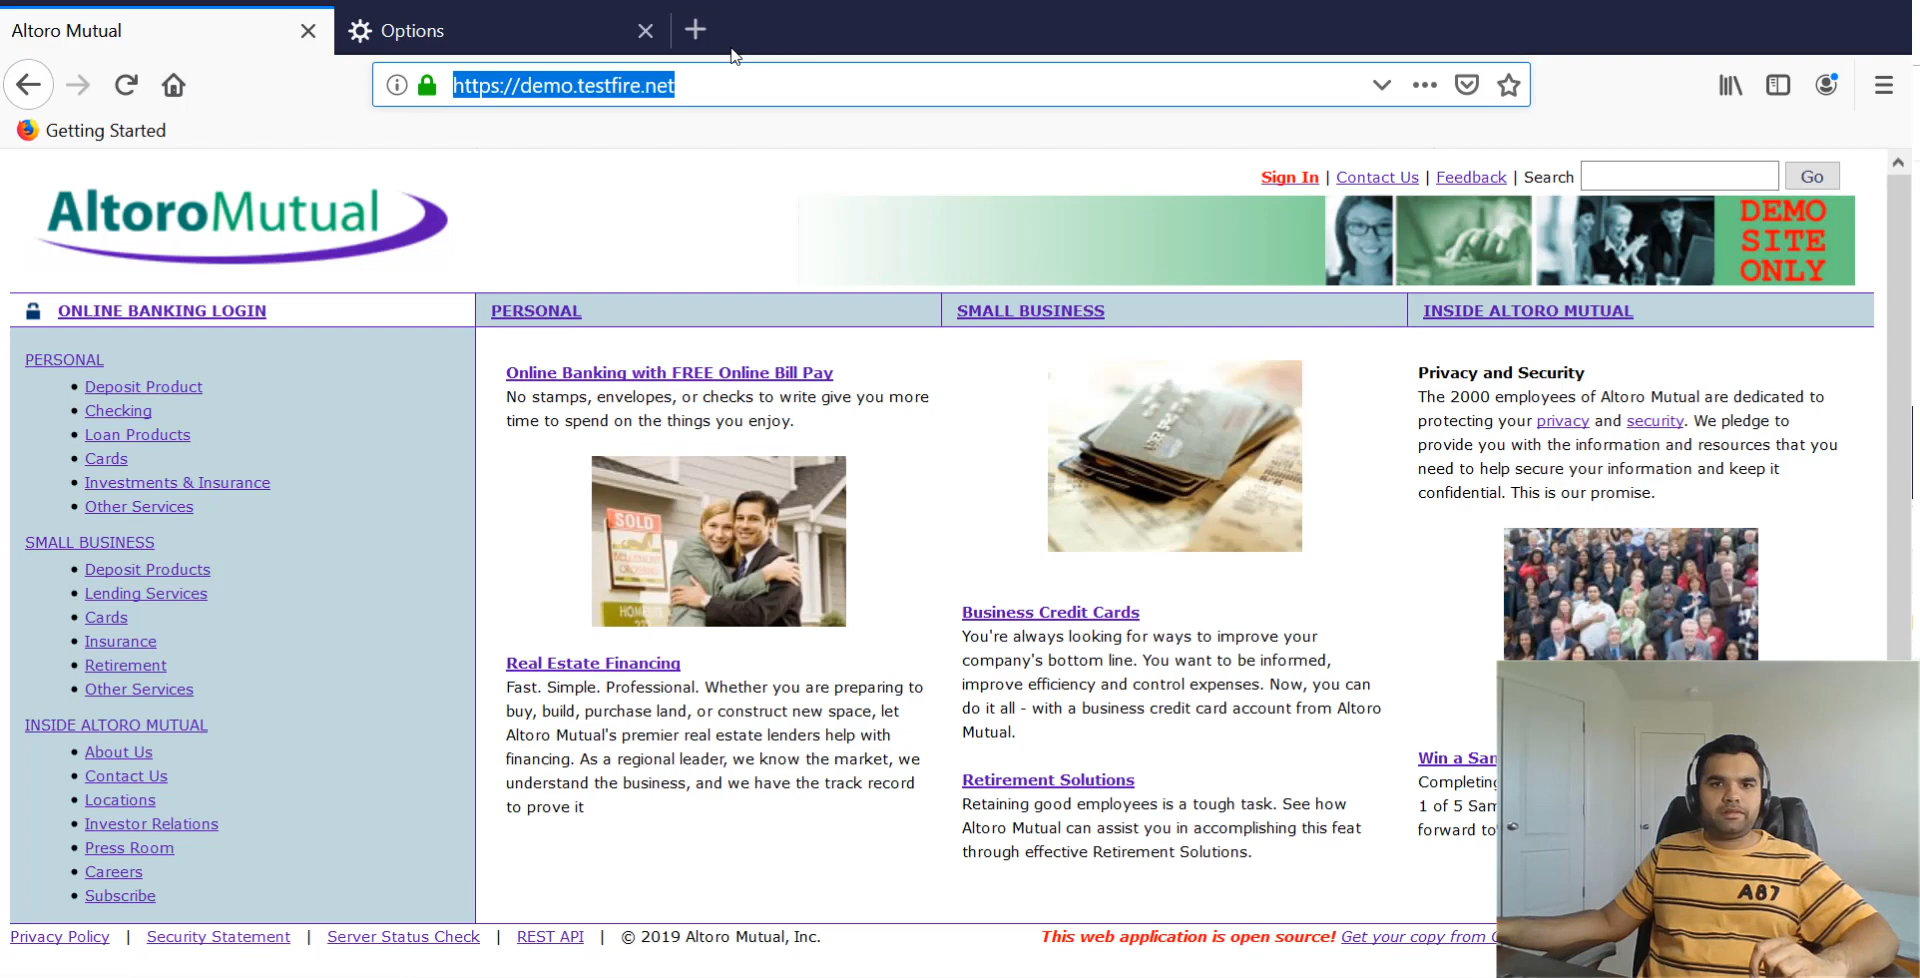 Altoro Mutual
Options
https://demo.testfire.net
Getting Started
Sign In | Contact Us | Feedback | Search
Go
AltoroMutual
DEMO
SITE
ONLY
ONLINE BANKING LOGIN
PERSONAL
SMALL BUSINESS
INSIDE ALTORO MUTUAL
PERSONAL
Deposit Product
Checking
Loan Products
Cards
Investments & Insurance
Other Services
SMALL BUSINESS
Deposit Products
Lending Services
Cards
Insurance
Retirement
Other Services
INSIDE ALTORO MUTUAL
About Us
Contact Us
Locations
Investor Relations
Press Room
Careers
Subscribe
Online Banking with FREE Online Bill Pay
No stamps, envelopes, or checks to write give you more
time to spend on the things you enjoy.
SOLD
Real Estate Financing
Fast. Simple. Professional. Whether you are preparing to
buy, build, purchase land, or construct new space, let
Altoro Mutual's premier real estate lenders help with
financing. As a regional leader, we know the market, we
understand the business, and we have the track record
to prove it
Business Credit Cards
You're always looking for ways to improve your
company's bottom line. You want to be informed,
improve efficiency and control expenses. Now, you can
do it all - with a business credit card account from Altoro
Mutual.
Retirement Solutions
Retaining good employees is a tough task. See how
Altoro Mutual can assist you in accomplishing this feat
through effective Retirement Solutions.
Privacy and Security
The 2000 employees of Altoro Mutual are dedicated to
protecting your privacy and security. We pledge to
provide you with the information and resources that you
need to help secure your information and keep it
confidential. This is our promise.
Win a
Completing
1 of 5
forward to
A87
Privacy Policy | Security Statement | Server Status Check | REST API | © 2019 Altoro Mutual, Inc.
This web application is open source! Get your copy from